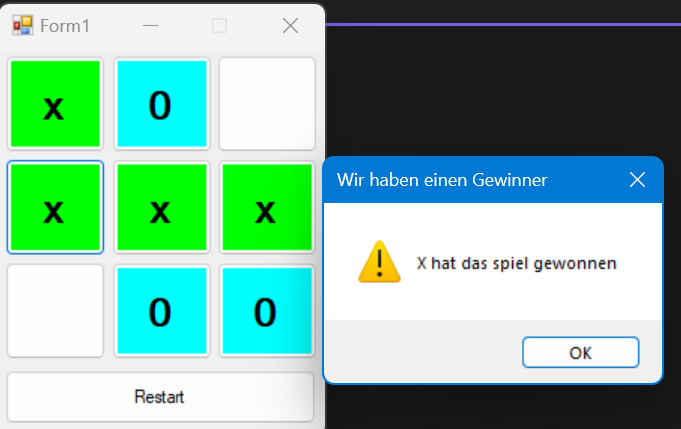 Form1
x 0
Wir haben einen Gewinner
x x x
X hat das spiel gewonnen
0 0
OK
Restart